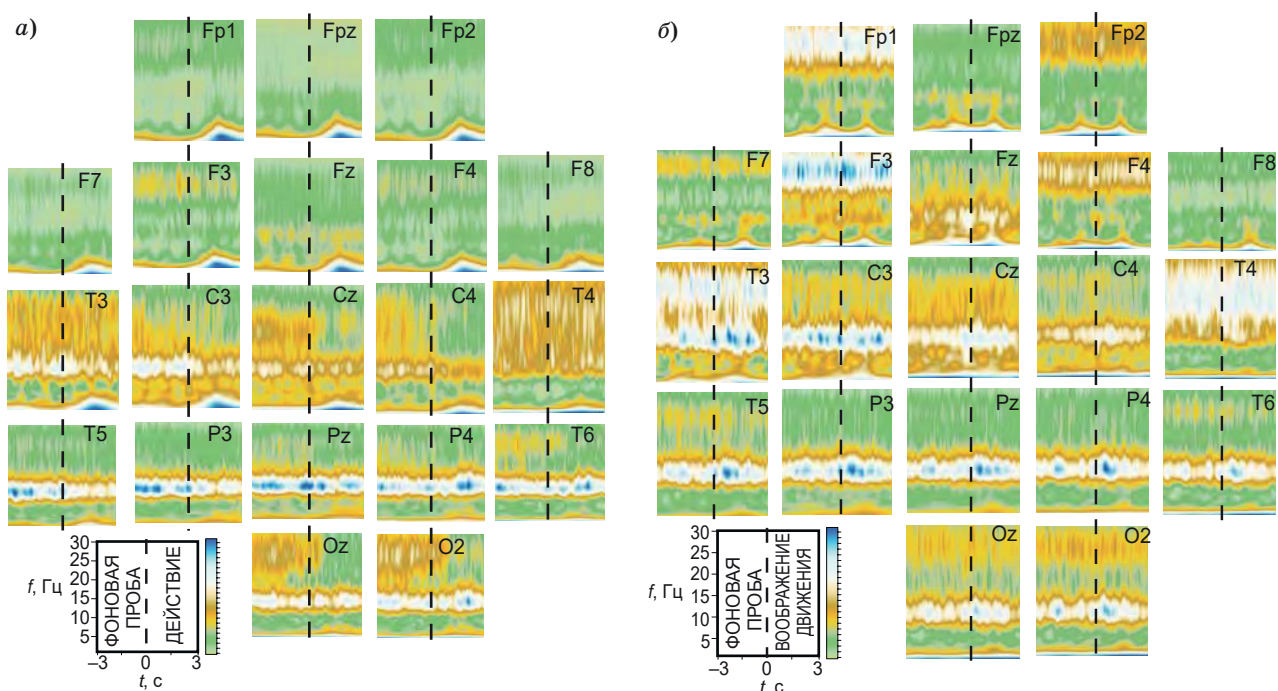 а)
Fp1 Fpz Fp2
F7 F3 Fz F4 F8
T3 C3 Cz C4 T4
T5 P3 Pz P4 T6
Oz O2
f, Гц
30
25
20
15
10
5
ФОНОВАЯ
ПРОБА
ДЕЙСТВИЕ
−3 0 3
t, с
б)
Fp1 Fpz Fp2
F7 F3 Fz F4 F8
T3 C3 Cz C4 T4
T5 P3 Pz P4 T6
Oz O2
f, Гц
30
25
20
15
10
5
ФОНОВАЯ
ПРОБА
ВООБРАЖЕНИЕ
ДВИЖЕНИЯ
−3 0 3
t, с